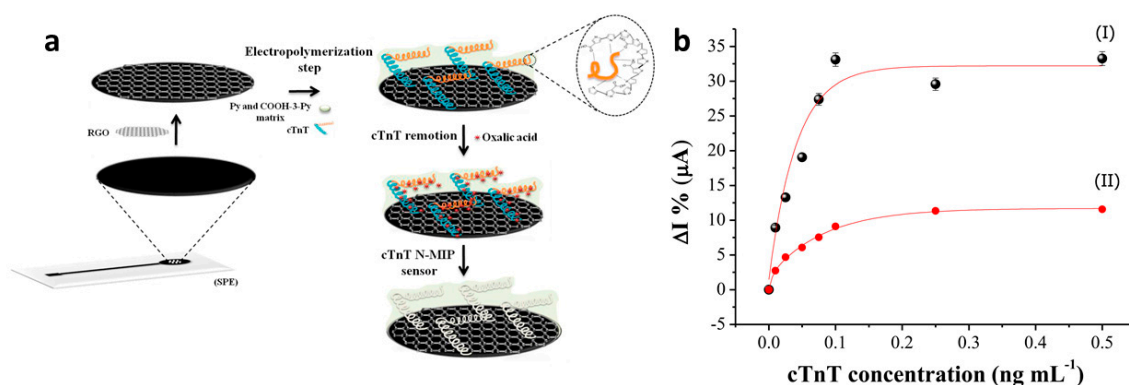 a
Electropolymerization
step
Py and COOH-3-Py
matrix
cTnT
RGO
cTnT remotion
Oxalic acid
cTnT N-MIP
sensor
(SPE)
b
(I)
(II)
ΔI % (µA)
35
30
25
20
15
10
5
0
-5
0.0 0.1 0.2 0.3 0.4 0.5
cTnT concentration (ng mL⁻¹)